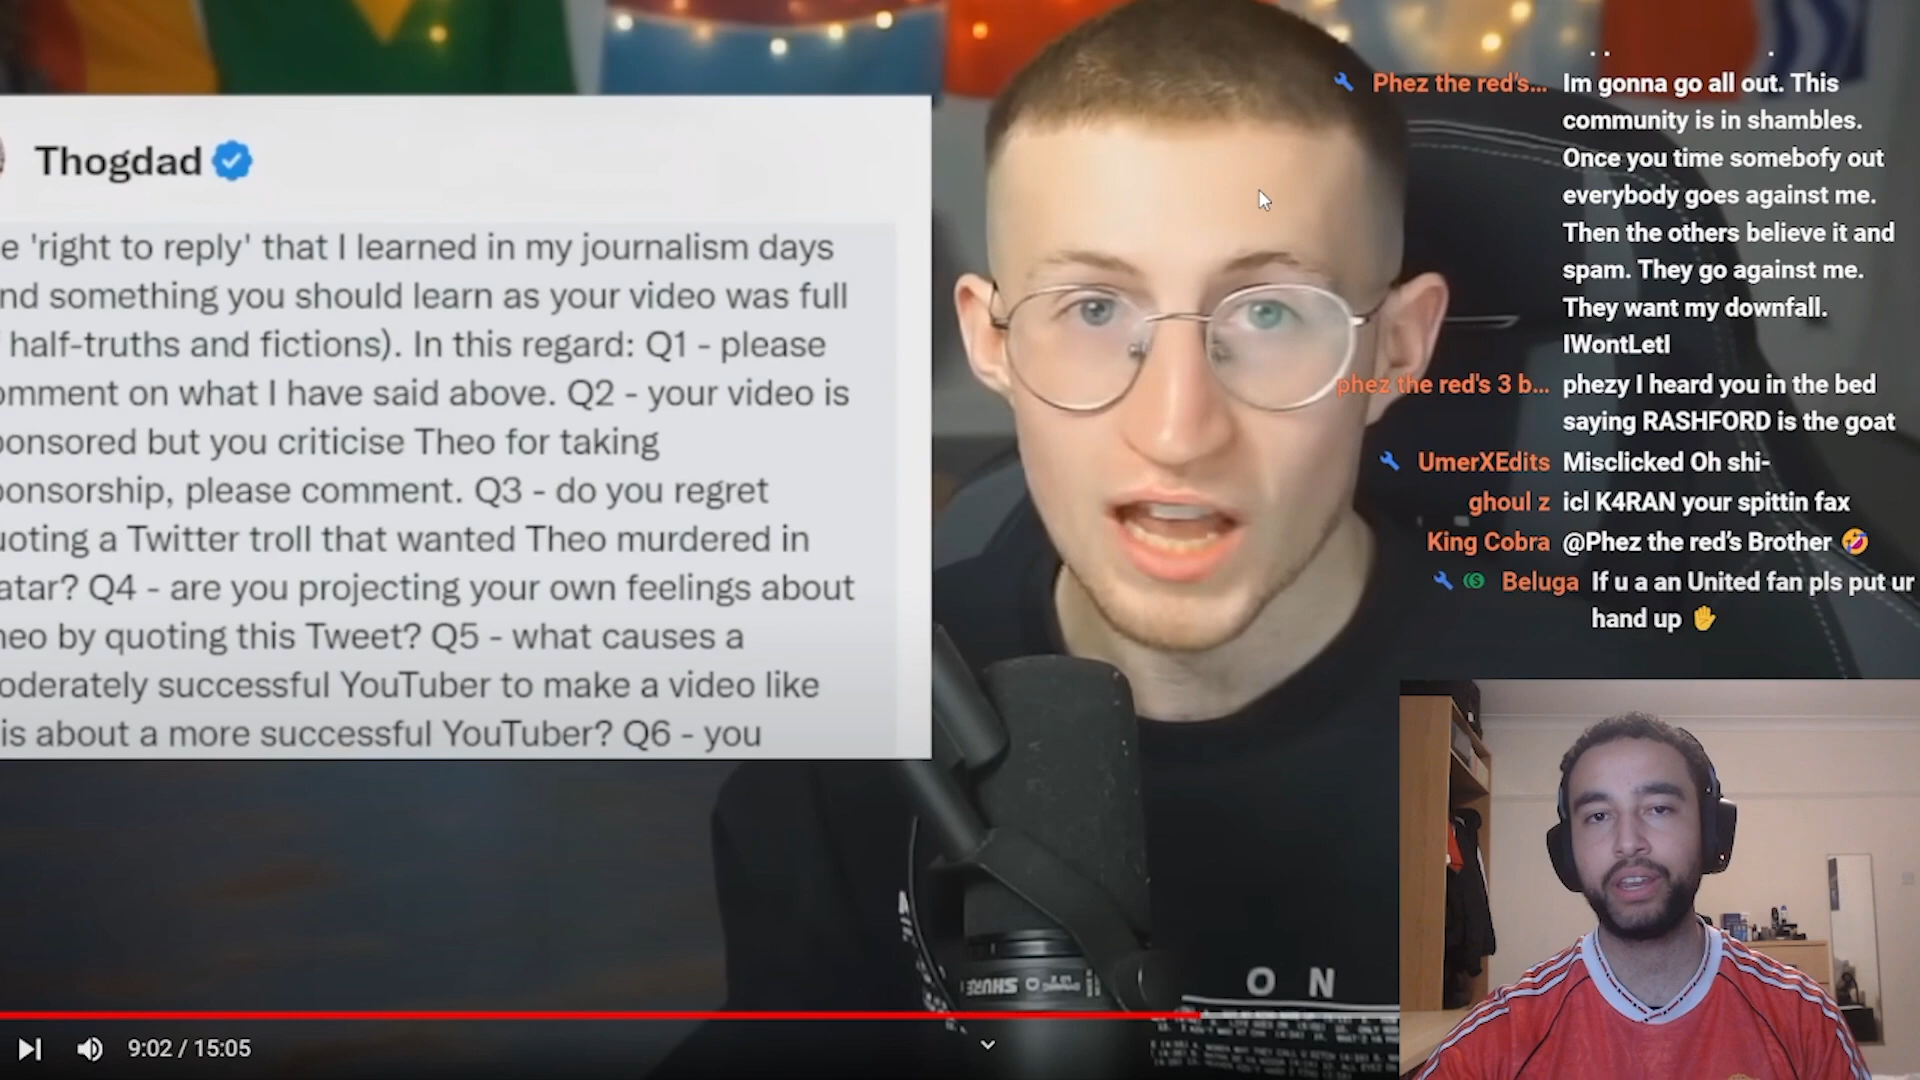 Thogdad
e 'right to reply' that I learned in my journalism days
nd something you should learn as your video was full
half-truths and fictions). In this regard: Q1 - please
omment on what I have said above. Q2 - your video is
ponsored but you criticise Theo for taking
ponsorship, please comment. Q3 - do you regret
uoting a Twitter troll that wanted Theo murdered in
atar? Q4 - are you projecting your own feelings about
heo by quoting this Tweet? Q5 - what causes a
oderately successful YouTuber to make a video like
is about a more successful YouTuber? Q6 - you
Phez the red's... Im gonna go all out. This
community is in shambles.
Once you time somebofy out
everybody goes against me.
Then the others believe it and
spam. They go against me.
They want my downfall.
IWontLetI
phez the red's 3 b... phezy I heard you in the bed
saying RASHFORD is the goat
UmerXEdits Misclicked Oh shi-
ghoul z icl K4RAN your spittin fax
King Cobra @Phez the red's Brother 🤣
Beluga If u a an United fan pls put ur
hand up ✋
SHURE
O N
9:02 / 15:05